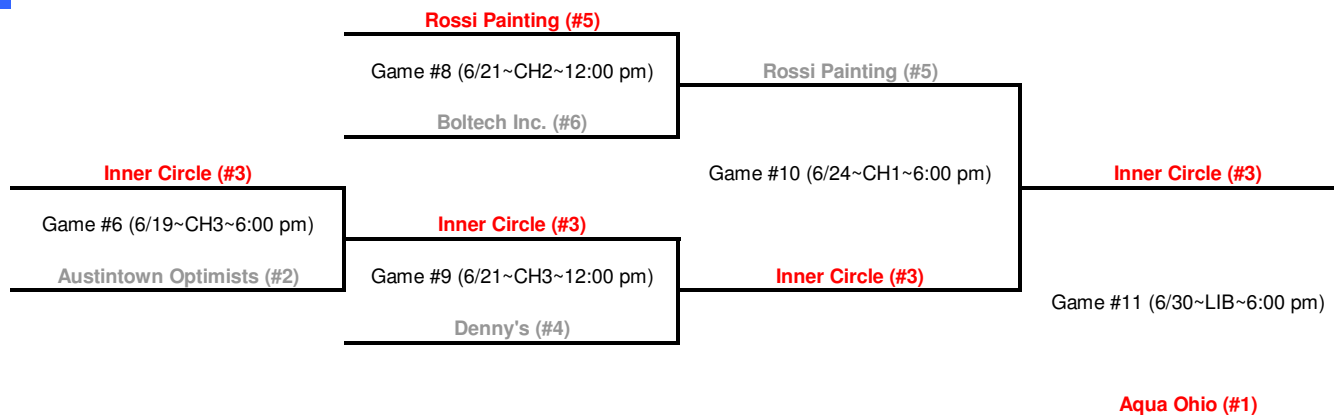 Rossi Painting (#5)
Game #8 (6/21~CH2~12:00 pm)
Rossi Painting (#5)
Boltech Inc. (#6)
Inner Circle (#3)
Game #10 (6/24~CH1~6:00 pm)
Inner Circle (#3)
Game #6 (6/19~CH3~6:00 pm)
Inner Circle (#3)
Austintown Optimists (#2)
Game #9 (6/21~CH3~12:00 pm)
Inner Circle (#3)
Game #11 (6/30~LIB~6:00 pm)
Denny's (#4)
Aqua Ohio (#1)